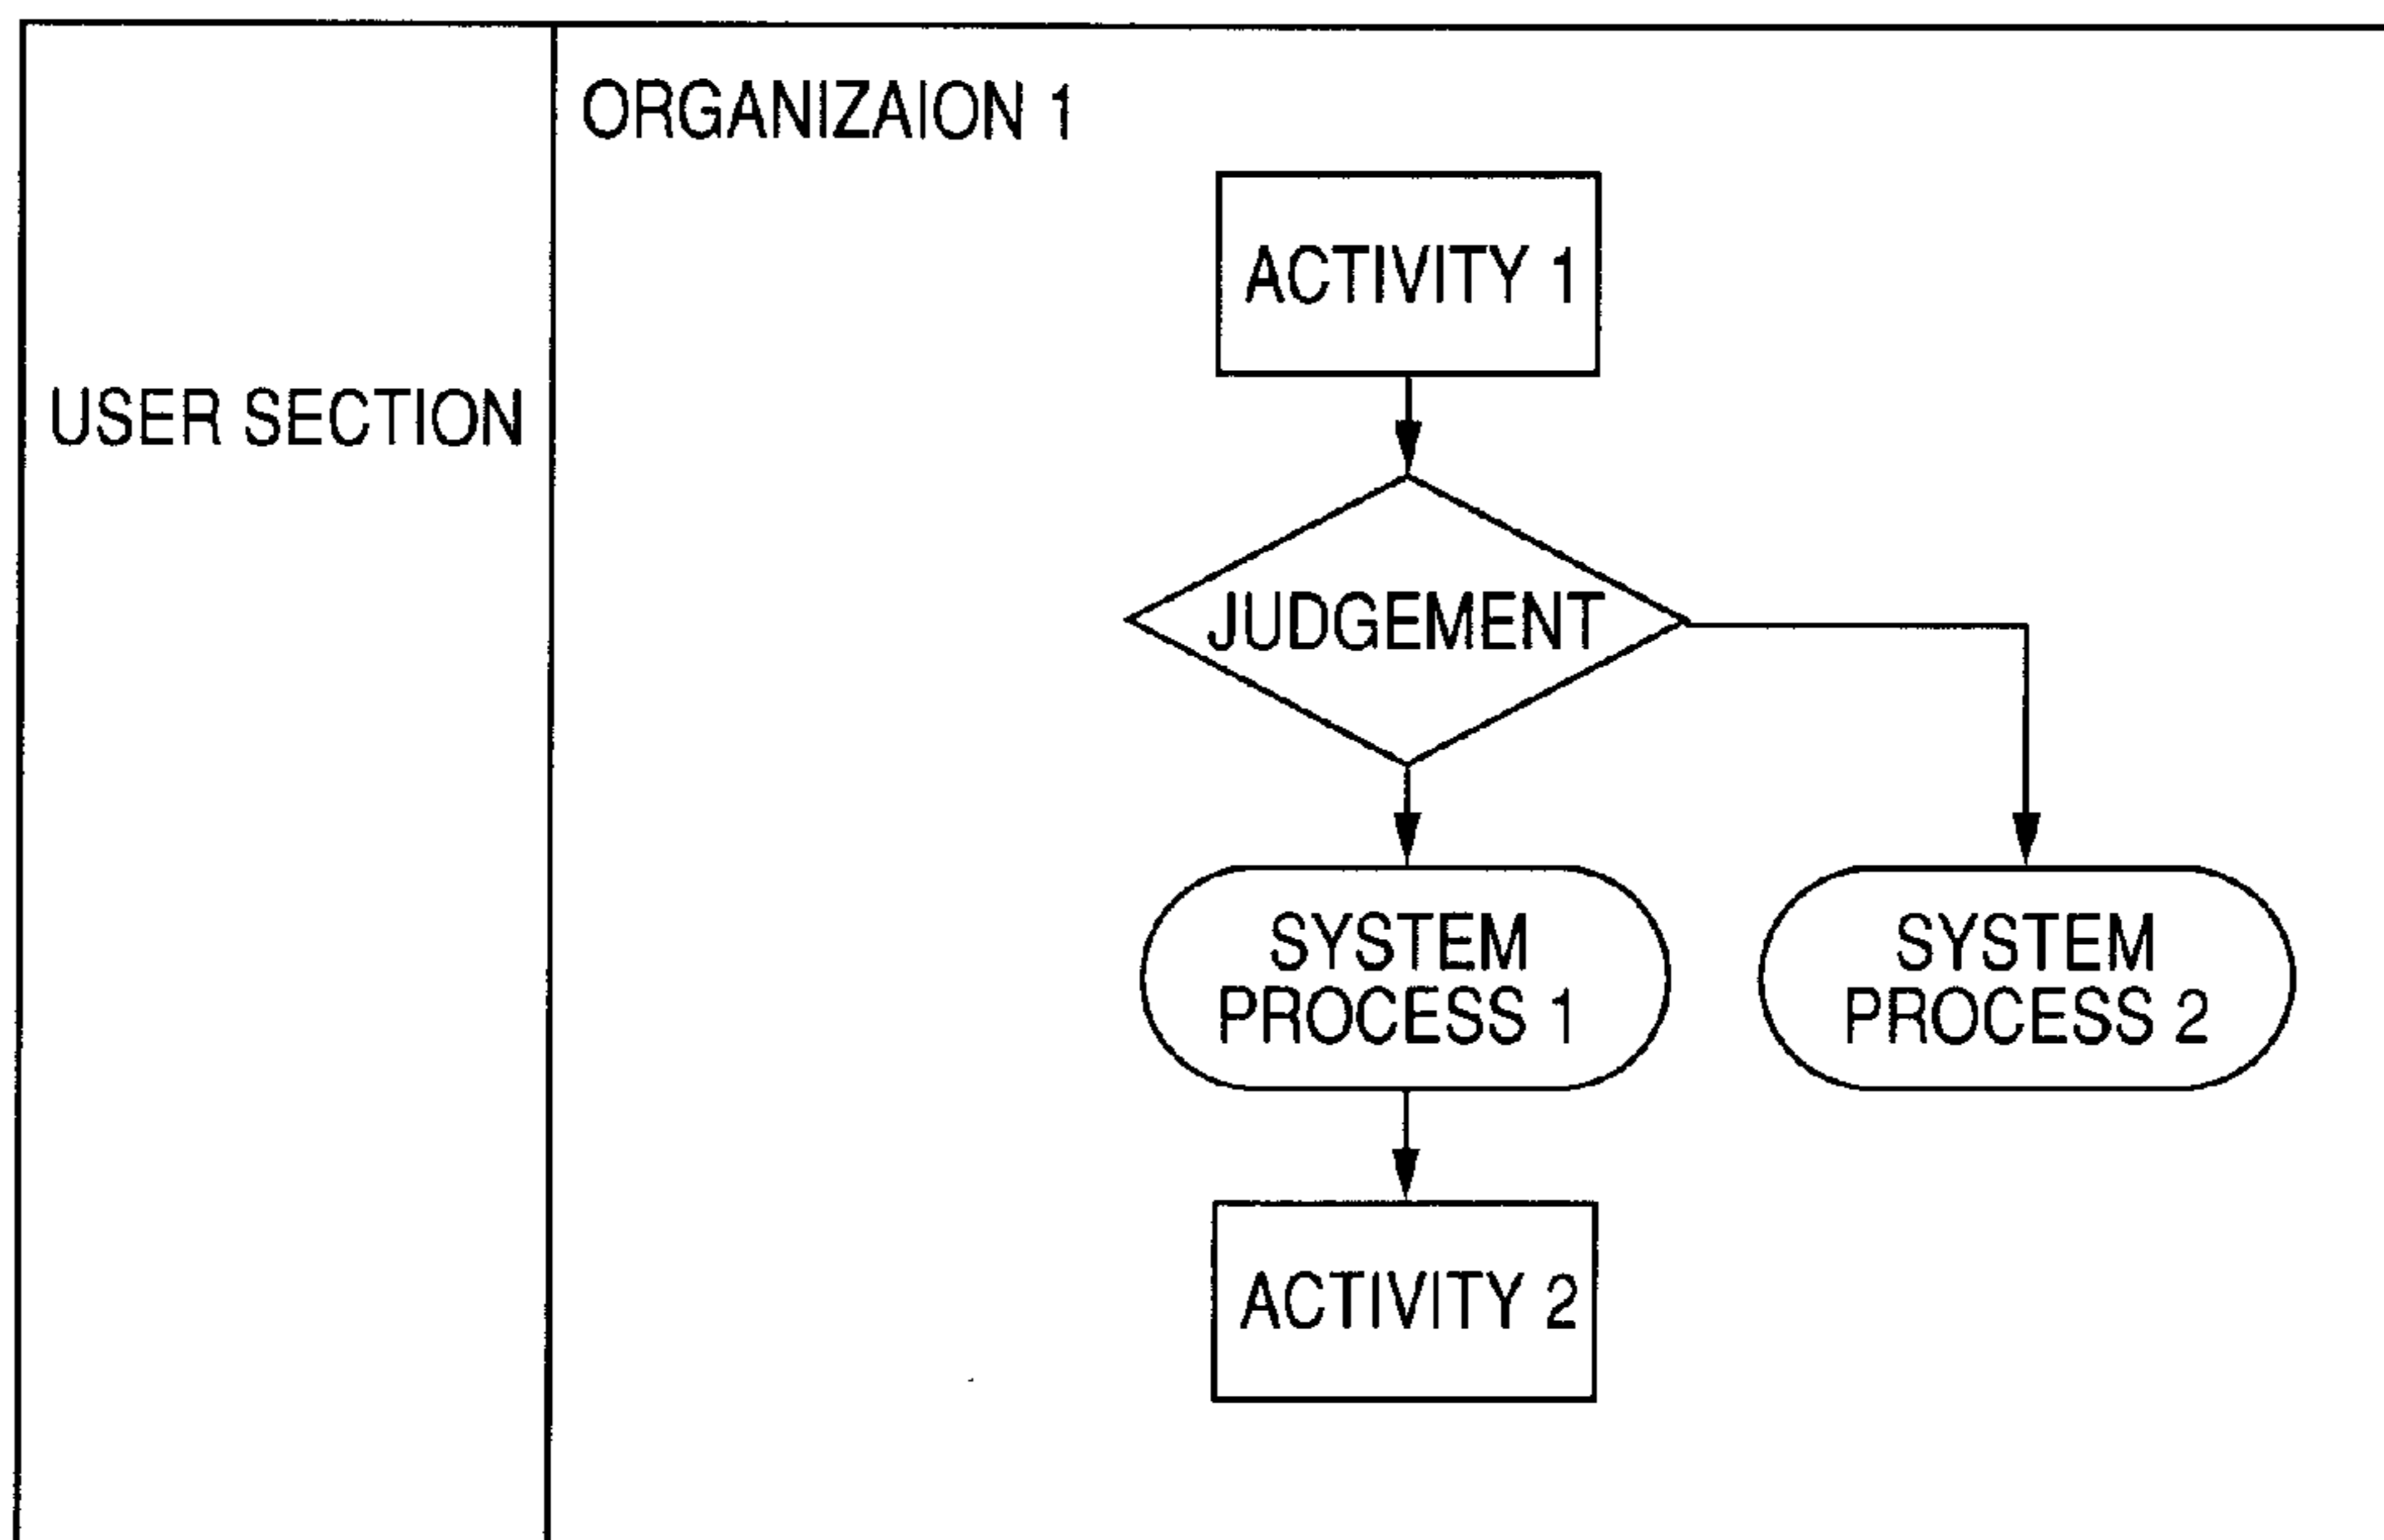 ORGANIZAION 1
ACTIVITY 1
USER SECTION
JUDGEMENT
SYSTEM
PROCESS 1
SYSTEM
PROCESS 2
ACTIVITY 2